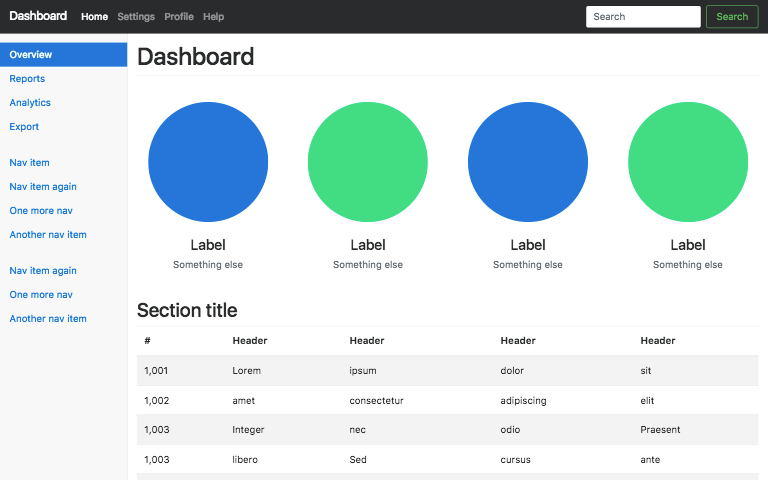 Dashboard Home Settings Profile Help Search Search
Overview
Reports
Analytics
Export
Nav item
Nav item again
One more nav
Another nav item
Nav item again
One more nav
Another nav item
Dashboard
Label Label Label Label
Something else Something else Something else Something else
Section title
# Header Header Header Header
1,001 Lorem ipsum dolor sit
1,002 amet consectetur adipiscing elit
1,003 Integer nec odio Praesent
1,003 libero Sed cursus ante